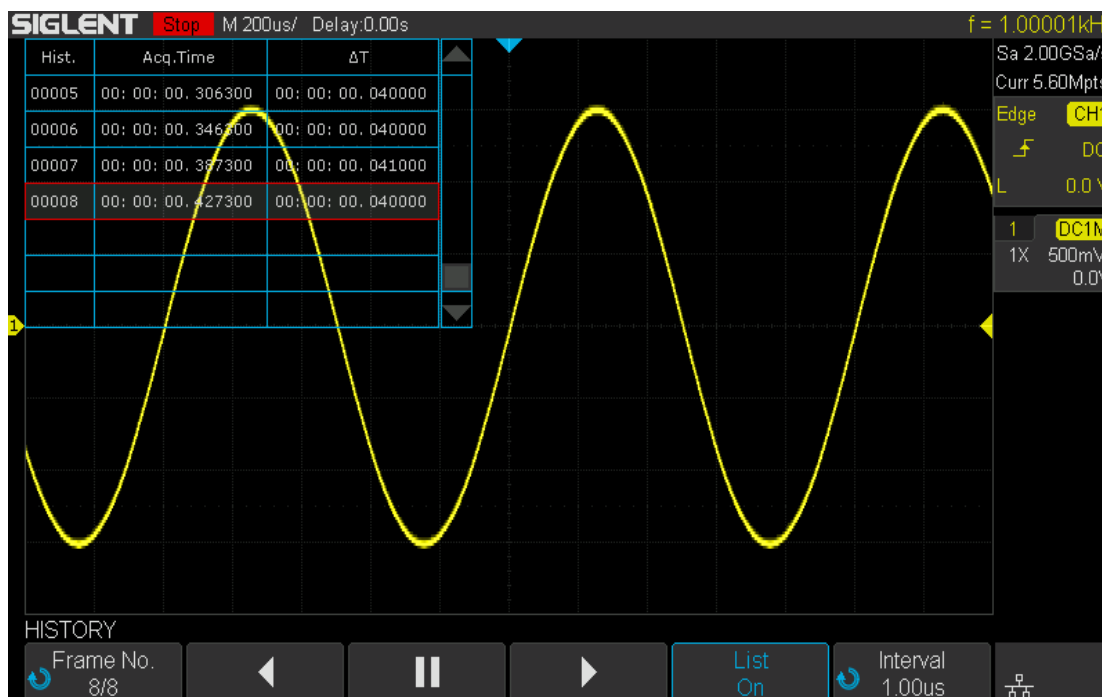 SIGLENT Stop M 200us/ Delay:0.00s f = 1.00001kH
Sa 2.00GSa/s
Curr 5.60Mpts
Edge CH1
DC
L 0.0 V
1 DC1M
1X 500mV/
0.0V
Hist. Acq.Time ΔT
00005 00: 00: 00. 306300 00: 00: 00. 040000
00006 00: 00: 00. 346300 00: 00: 00. 040000
00007 00: 00: 00. 387300 00: 00: 00. 041000
00008 00: 00: 00. 427300 00: 00: 00. 040000
1
HISTORY
Frame No. List Interval
8/8 On 1.00us